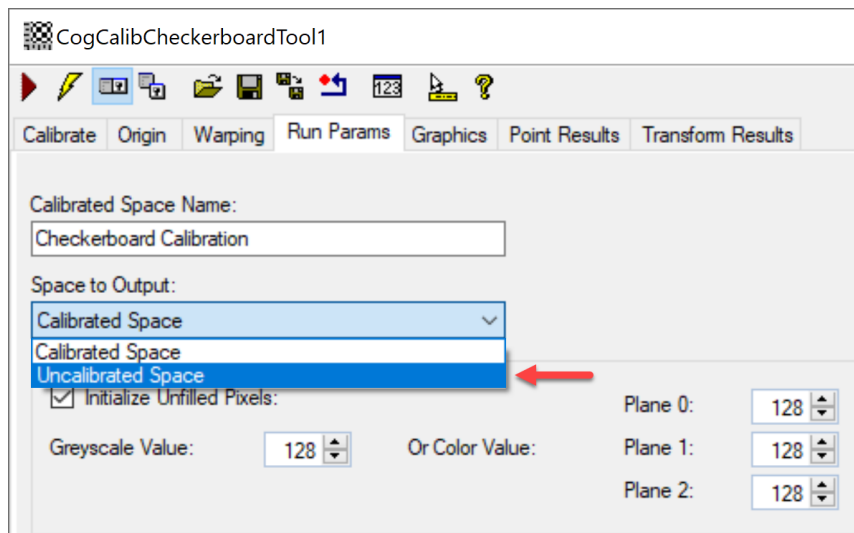 CogCalibCheckerboardTool1
123
Calibrate Origin Warping Run Params Graphics Point Results Transform Results
Calibrated Space Name:
Checkerboard Calibration
Space to Output:
Calibrated Space
Calibrated Space
Uncalibrated Space
Initialize Unfilled Pixels:
Plane 0: 128
Greyscale Value: 128 Or Color Value: Plane 1: 128
Plane 2: 128